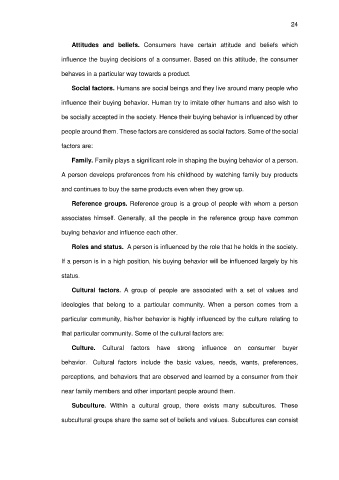 24
Attitudes and beliefs. Consumers have certain attitude and beliefs which
influence the buying decisions of a consumer. Based on this attitude, the consumer
behaves in a particular way towards a product.
Social factors. Humans are social beings and they live around many people who
influence their buying behavior. Human try to imitate other humans and also wish to
be socially accepted in the society. Hence their buying behavior is influenced by other
people around them. These factors are considered as social factors. Some of the social
factors are:
Family. Family plays a significant role in shaping the buying behavior of a person.
A person develops preferences from his childhood by watching family buy products
and continues to buy the same products even when they grow up.
Reference groups. Reference group is a group of people with whom a person
associates himself. Generally, all the people in the reference group have common
buying behavior and influence each other.
Roles and status. A person is influenced by the role that he holds in the society.
If a person is in a high position, his buying behavior will be influenced largely by his
status.
Cultural factors. A group of people are associated with a set of values and
ideologies that belong to a particular community. When a person comes from a
particular community, his/her behavior is highly influenced by the culture relating to
that particular community. Some of the cultural factors are:
Culture. Cultural factors have strong influence on consumer buyer
behavior. Cultural factors include the basic values, needs, wants, preferences,
perceptions, and behaviors that are observed and learned by a consumer from their
near family members and other important people around them.
Subculture. Within a cultural group, there exists many subcultures. These
subcultural groups share the same set of beliefs and values. Subcultures can consist